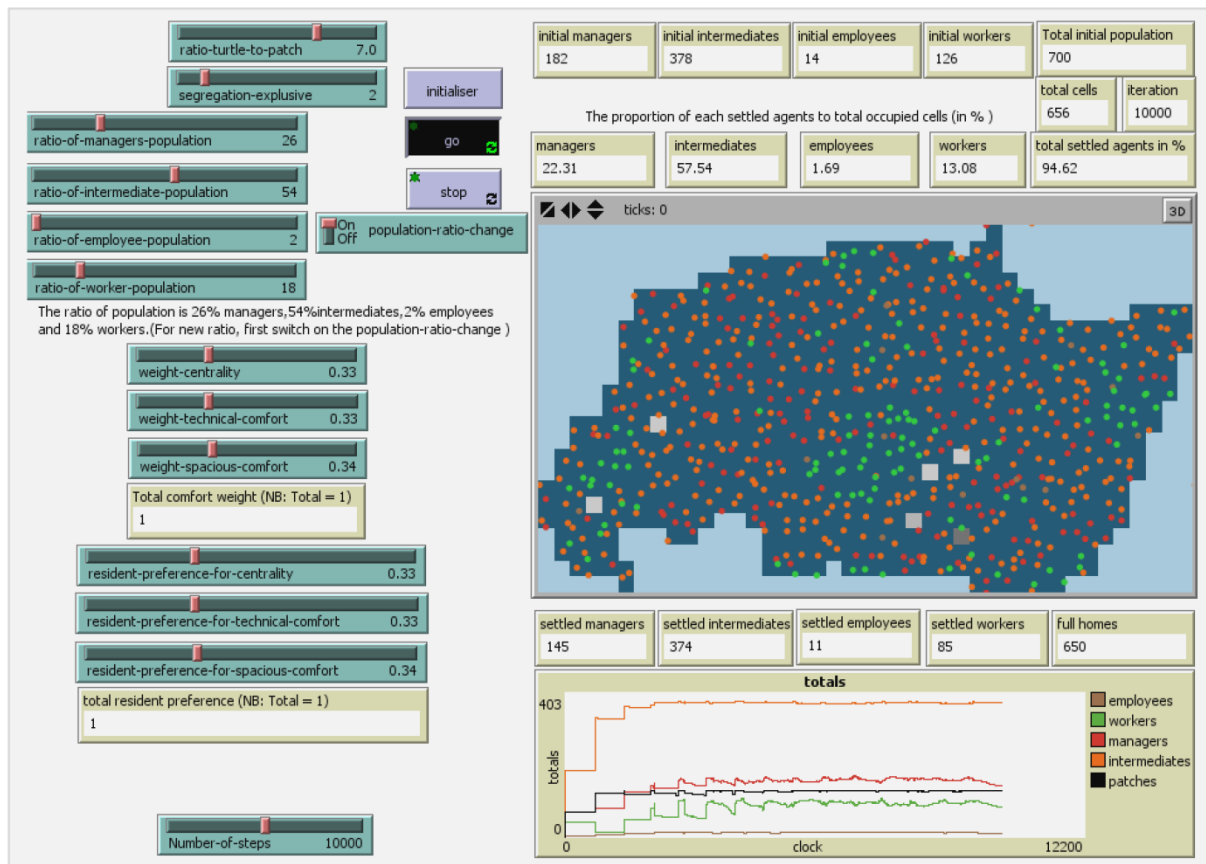 ratio-turtle-to-patch 7.0
segregation-explusive 2
initialiser
ratio-of-managers-population 26
go
ratio-of-intermediate-population 54
stop
ratio-of-employee-population 2
On
Off
population-ratio-change
ratio-of-worker-population 18
The ratio of population is 26% managers,54%intermediates,2% employees
and 18% workers.(For new ratio, first switch on the population-ratio-change )
weight-centrality 0.33
weight-technical-comfort 0.33
weight-spacious-comfort 0.34
Total comfort weight (NB: Total = 1)
1
resident-preference-for-centrality 0.33
resident-preference-for-technical-comfort 0.33
resident-preference-for-spacious-comfort 0.34
total resident preference (NB: Total = 1)
1
Number-of-steps 10000
initial managers
182
initial intermediates
378
initial employees
14
initial workers
126
Total initial population
700
total cells
656
iteration
10000
The proportion of each settled agents to total occupied cells (in % )
managers
22.31
intermediates
57.54
employees
1.69
workers
13.08
total settled agents in %
94.62
ticks: 0
3D
settled managers
145
settled intermediates
374
settled employees
11
settled workers
85
full homes
650
totals
403
totals
0
0
clock
12200
employees
workers
managers
intermediates
patches